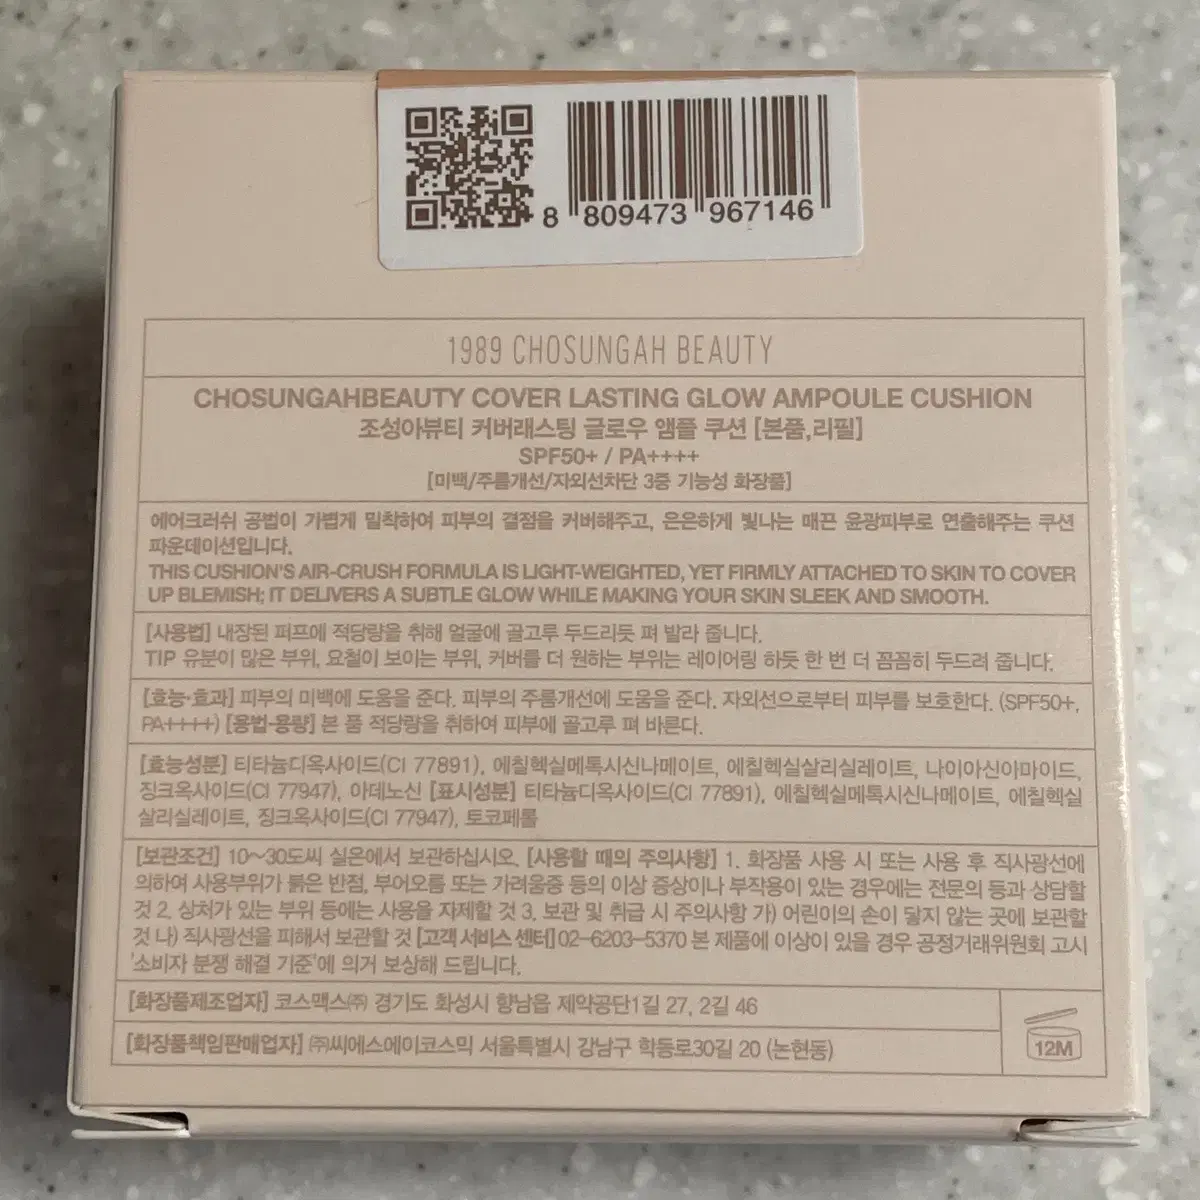 8 809473 967146
1989 CHOSUNGAH BEAUTY
CHOSUNGAHBEAUTY COVER LASTING GLOW AMPOULE CUSHION
조성아뷰티 커버래스팅 글로우 앰플 쿠션 [본품,리필]
SPF50+ / PA++++
[미백/주름개선/자외선차단 3중 기능성 화장품]
에어크러쉬 공법이 가볍게 밀착하여 피부의 결점을 커버해주고, 은은하게 빛나는 매끈 윤광피부로 연출해주는 쿠션
파운데이션입니다.
THIS CUSHION'S AIR-CRUSH FORMULA IS LIGHT-WEIGHTED, YET FIRMLY ATTACHED TO SKIN TO COVER
UP BLEMISH; IT DELIVERS A SUBTLE GLOW WHILE MAKING YOUR SKIN SLEEK AND SMOOTH.
[사용법] 내장된 퍼프에 적당량을 취해 얼굴에 골고루 두드리듯 펴 발라 줍니다.
TIP 유분이 많은 부위, 요철이 보이는 부위, 커버를 더 원하는 부위는 레이어링 하듯 한 번 더 꼼꼼히 두드려 줍니다.
[효능·효과] 피부의 미백에 도움을 준다. 피부의 주름개선에 도움을 준다. 자외선으로부터 피부를 보호한다. (SPF50+,
PA++++) [용법·용량] 본 품 적당량을 취하여 피부에 골고루 펴 바른다.
[효능성분] 티타늄디옥사이드(CI 77891), 에칠헥실메톡시신나메이트, 에칠헥실살리실레이트, 나이아신아마이드,
징크옥사이드(CI 77947), 아데노신 [표시성분] 티타늄디옥사이드(CI 77891), 에칠헥실메톡시신나메이트, 에칠헥실
살리실레이트, 징크옥사이드(CI 77947), 토코페롤
[보관조건] 10~30도씨 실온에서 보관하십시오. [사용할 때의 주의사항] 1. 화장품 사용 시 또는 사용 후 직사광선에
의하여 사용부위가 붉은 반점, 부어오름 또는 가려움증 등의 이상 증상이나 부작용이 있는 경우에는 전문의 등과 상담할
것 2. 상처가 있는 부위 등에는 사용을 자제할 것 3. 보관 및 취급 시 주의사항 가) 어린이의 손이 닿지 않는 곳에 보관할
것 나) 직사광선을 피해서 보관할 것 [고객 서비스 센터] 02-6203-5370 본 제품에 이상이 있을 경우 공정거래위원회 고시
'소비자 분쟁 해결 기준'에 의거 보상해 드립니다.
[화장품제조업자] 코스맥스㈜ 경기도 화성시 향남읍 제약공단1길 27, 2길 46
[화장품책임판매업자] ㈜씨에스에이코스믹 서울특별시 강남구 학동로30길 20 (논현동)
12M